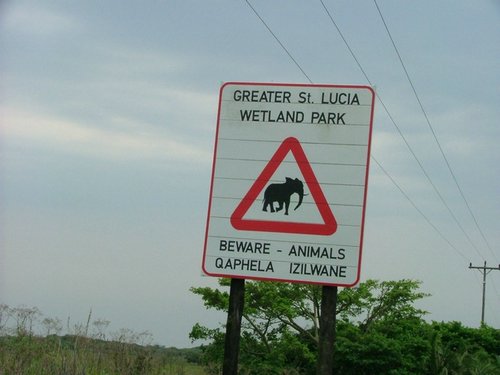 GREATER St. LUCIA
WETLAND PARK
BEWARE - ANIMALS
QAPHELA IZILWANE